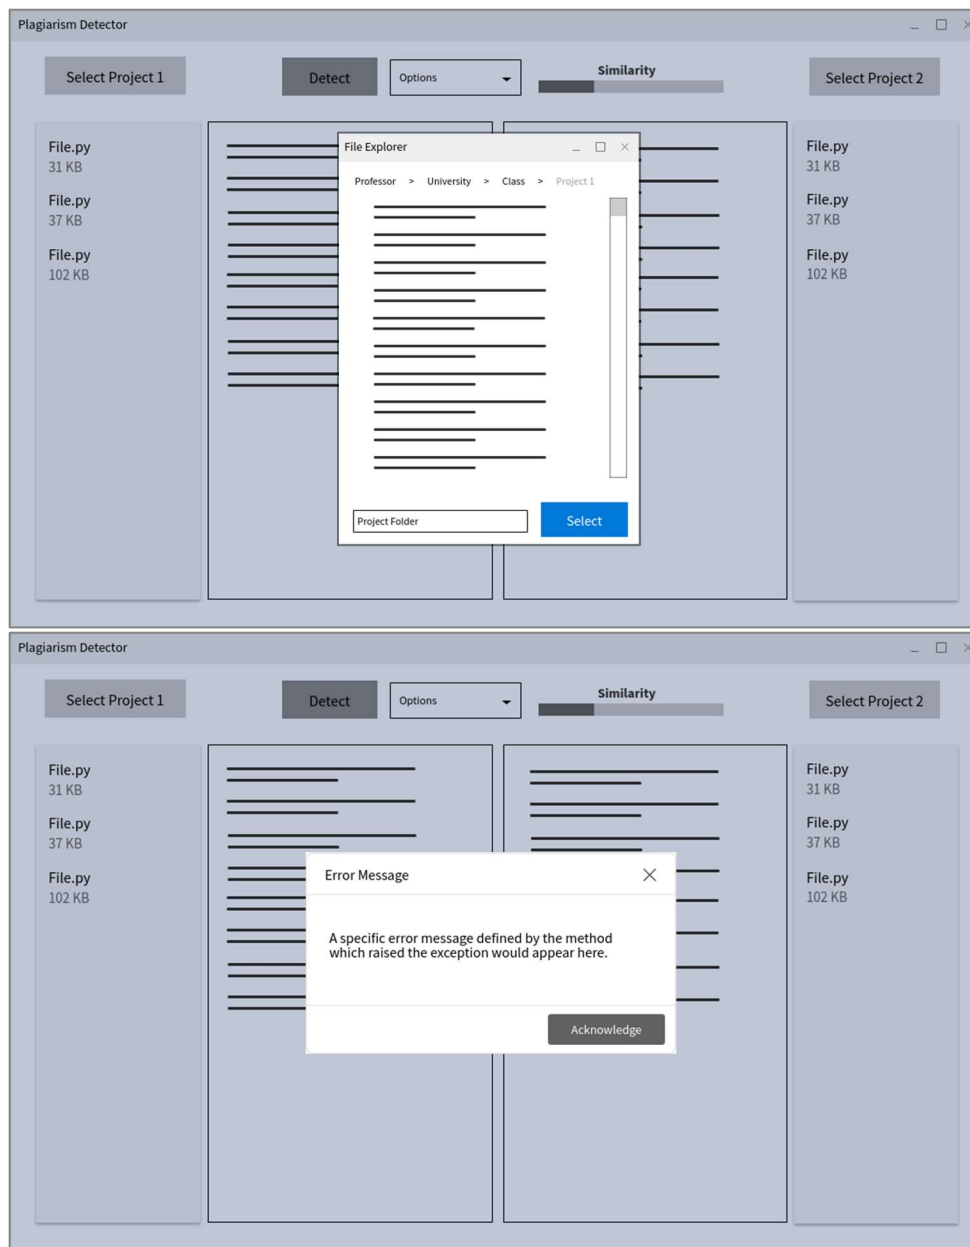 Plagiarism Detector
Select Project 1
Detect
Options
Similarity
Select Project 2
File.py
31 KB
File.py
37 KB
File.py
102 KB
File Explorer
Professor > University > Class > Project 1
Project Folder
Select
File.py
31 KB
File.py
37 KB
File.py
102 KB
Plagiarism Detector
Select Project 1
Detect
Options
Similarity
Select Project 2
File.py
31 KB
File.py
37 KB
File.py
102 KB
Error Message
A specific error message defined by the method
which raised the exception would appear here.
Acknowledge
File.py
31 KB
File.py
37 KB
File.py
102 KB